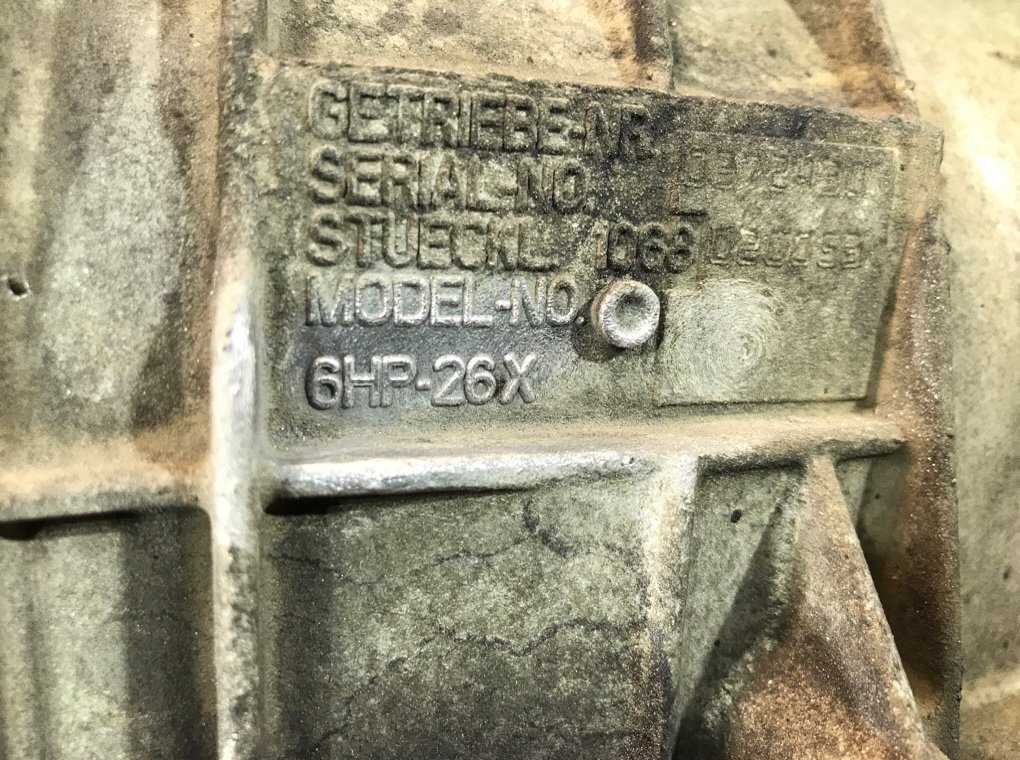 GETRIEBE-NR.
SERIAL-NO.
STUECKL. 1068
MODEL-NO.
6HP-26X